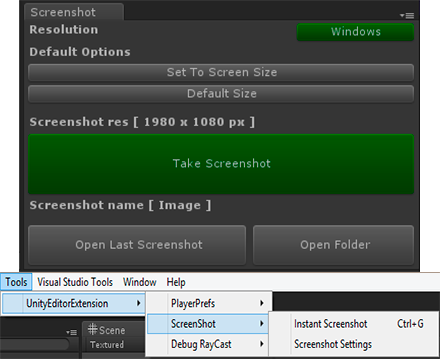 Screenshot
Resolution
Windows
Default Options
Set To Screen Size
Default Size
Screenshot res [ 1980 x 1080 px ]
Take Screenshot
Screenshot name [ Image ]
Open Last Screenshot
Open Folder
Tools Visual Studio Tools Window Help
UnityEditorExtension
PlayerPrefs
ScreenShot
Debug RayCast
Instant Screenshot Ctrl+G
Screenshot Settings
Scene
Textured